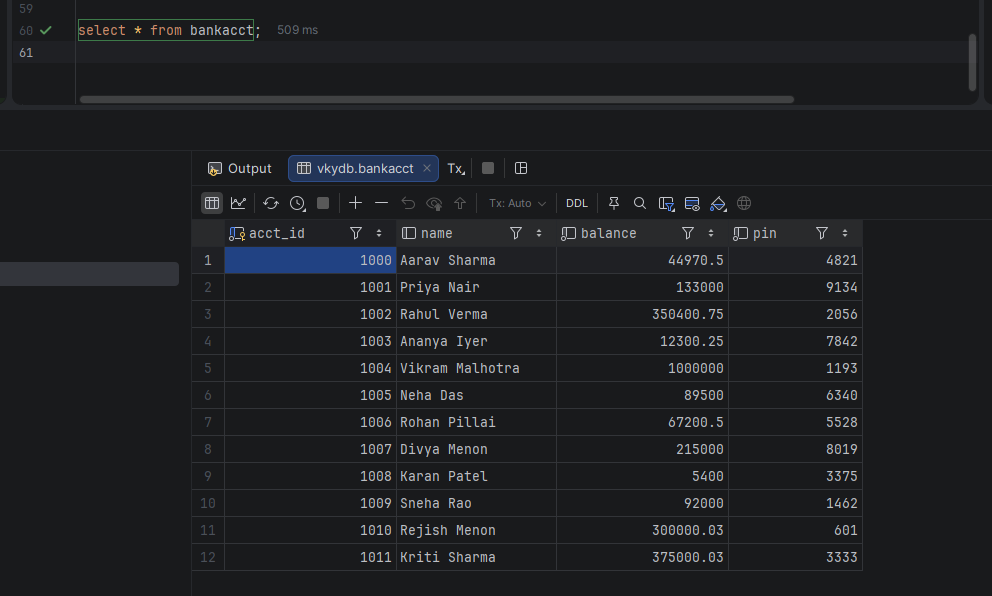 59
60 select * from bankacct; 509 ms
61
Output vkydb.bankacct Tx
Tx: Auto DDL
acct_id name balance pin
1 1000 Aarav Sharma 44970.5 4821
2 1001 Priya Nair 133000 9134
3 1002 Rahul Verma 350400.75 2056
4 1003 Ananya Iyer 12300.25 7842
5 1004 Vikram Malhotra 1000000 1193
6 1005 Neha Das 89500 6340
7 1006 Rohan Pillai 67200.5 5528
8 1007 Divya Menon 215000 8019
9 1008 Karan Patel 5400 3375
10 1009 Sneha Rao 92000 1462
11 1010 Rejish Menon 300000.03 601
12 1011 Kriti Sharma 375000.03 3333